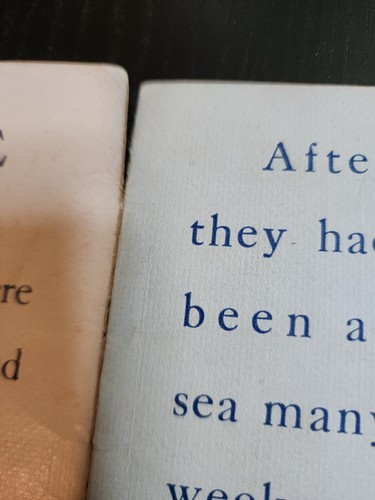 re
d
Afte
they ha
been a
sea many